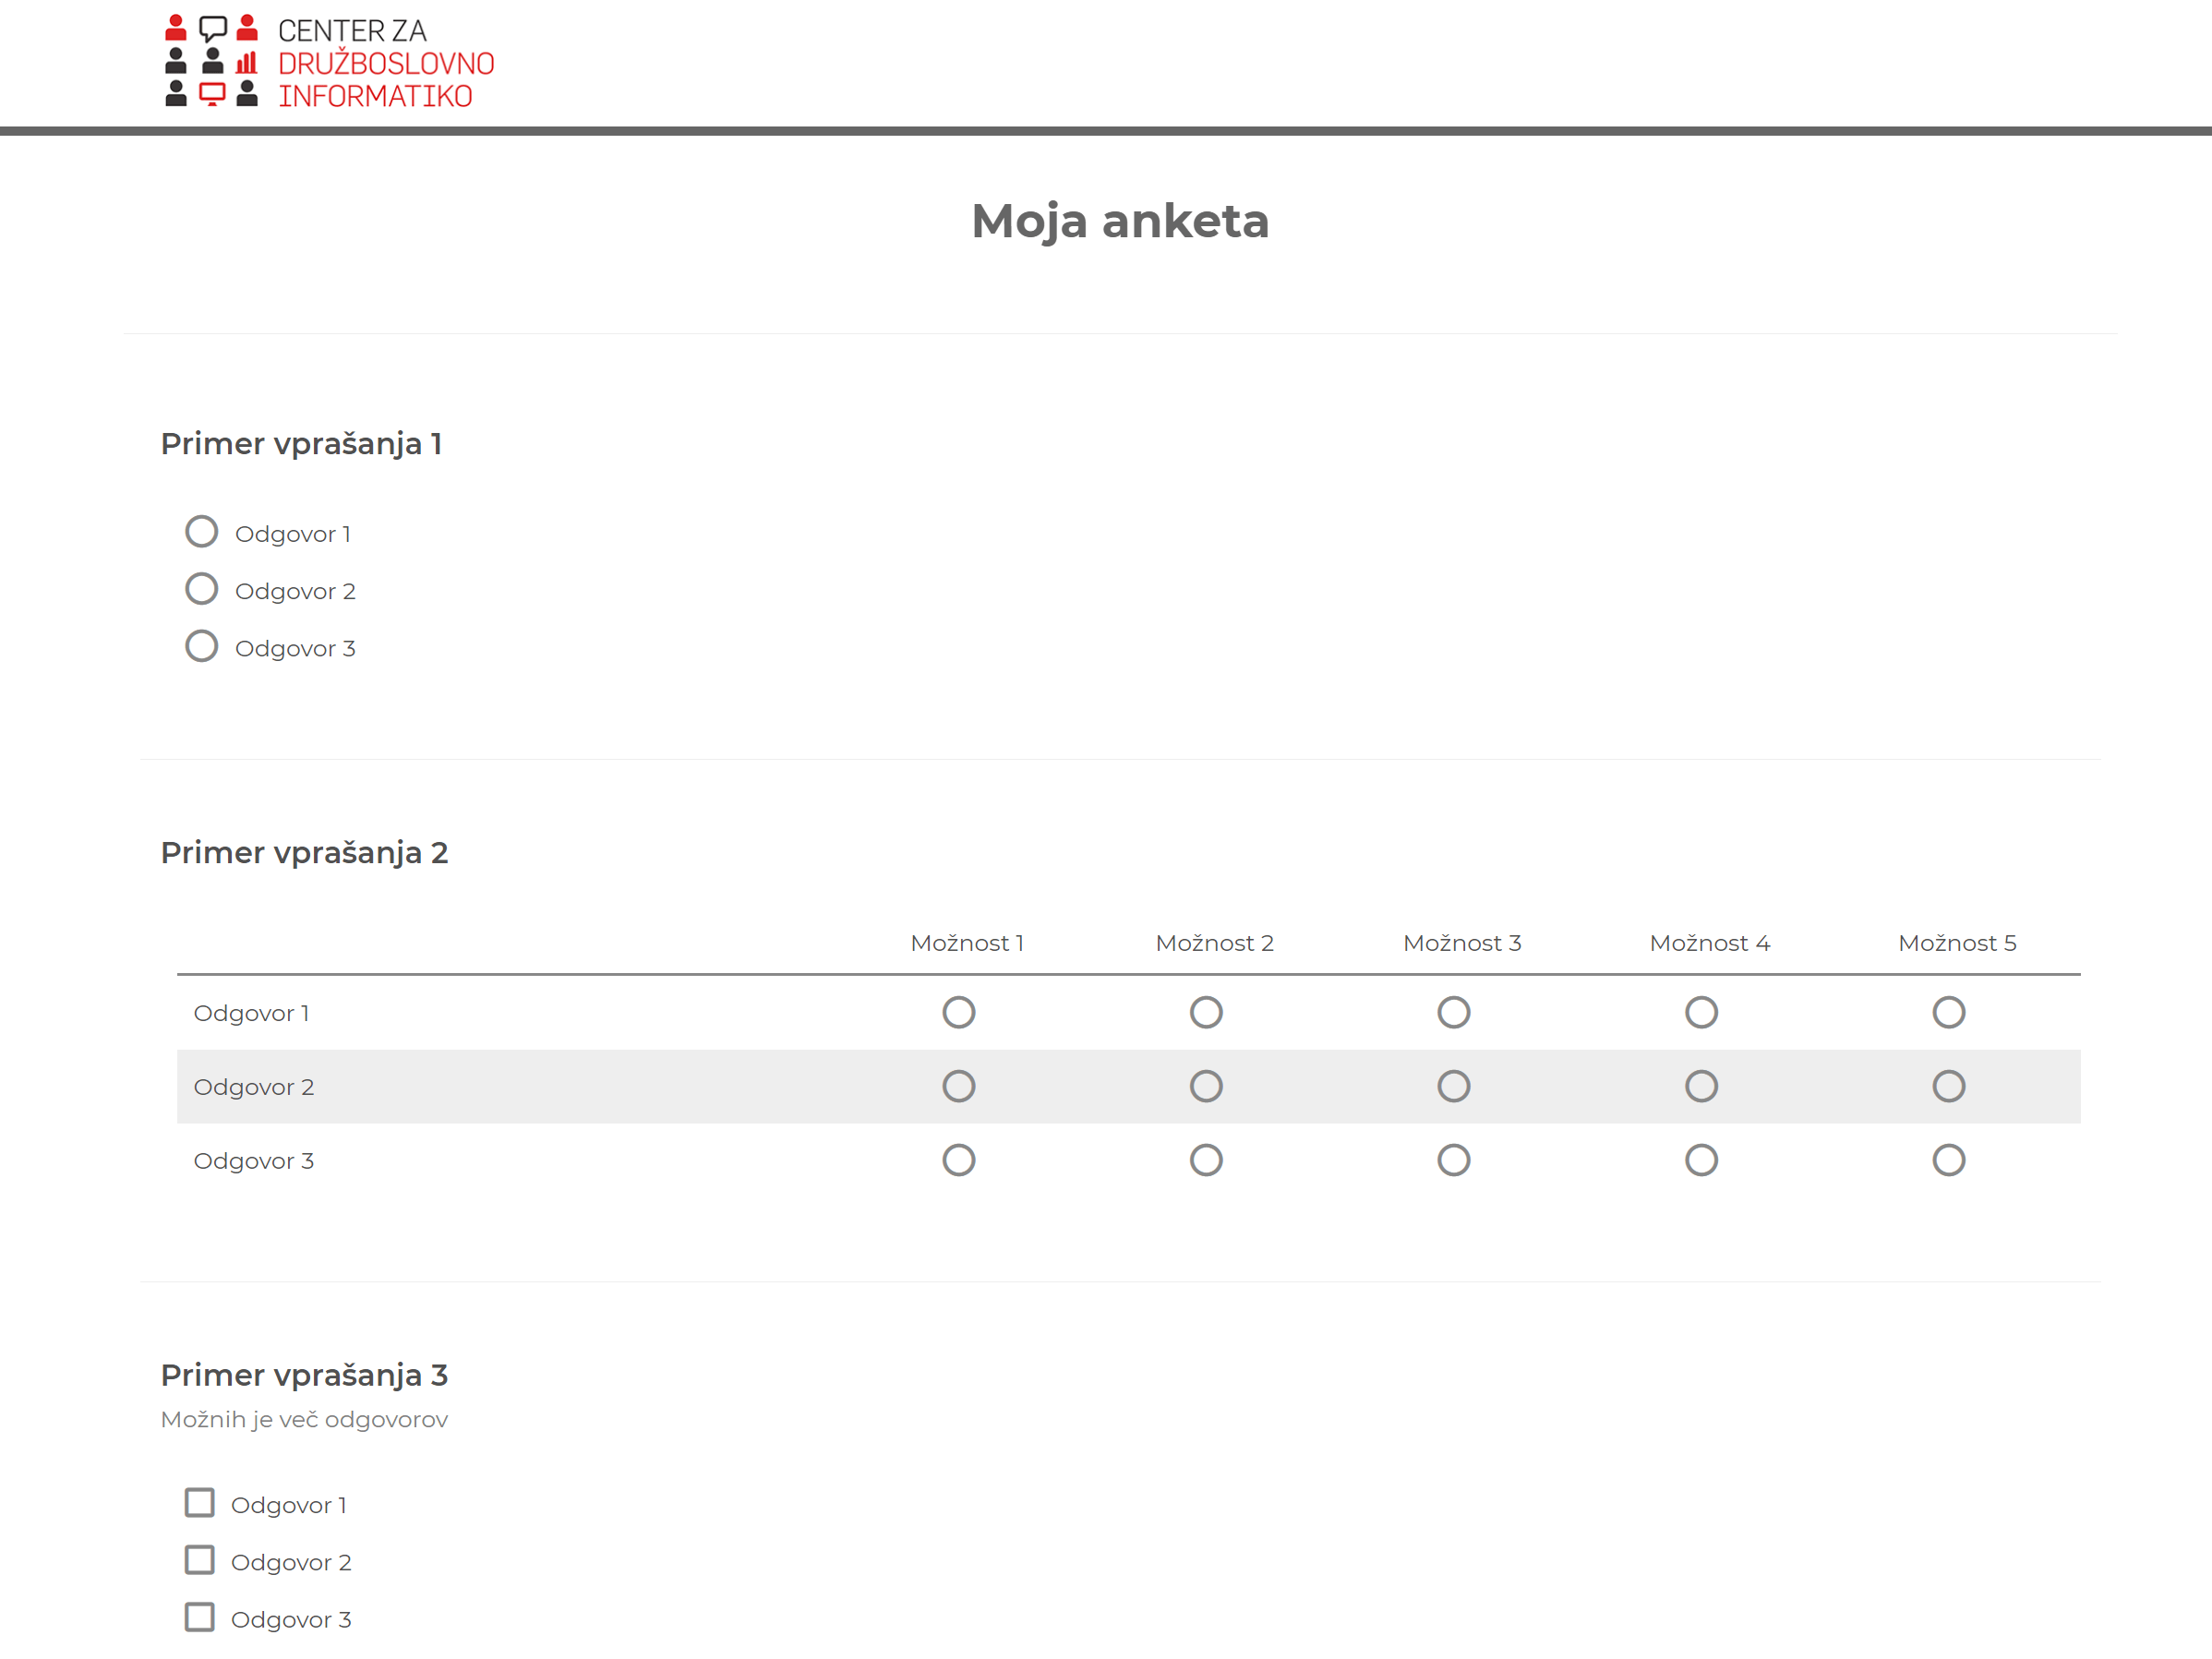 CENTER ZA
DRUŽBOSLOVNO
INFORMATIKO
Moja anketa
Primer vprašanja 1
Odgovor 1
Odgovor 2
Odgovor 3
Primer vprašanja 2
Možnost 1 Možnost 2 Možnost 3 Možnost 4 Možnost 5
Odgovor 1
Odgovor 2
Odgovor 3
Primer vprašanja 3
Možnih je več odgovorov
Odgovor 1
Odgovor 2
Odgovor 3